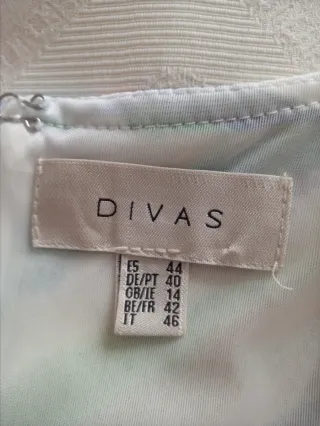 DIVAS
ES 44
DE/PT 40
GB/IE 14
BE/FR 42
IT 46